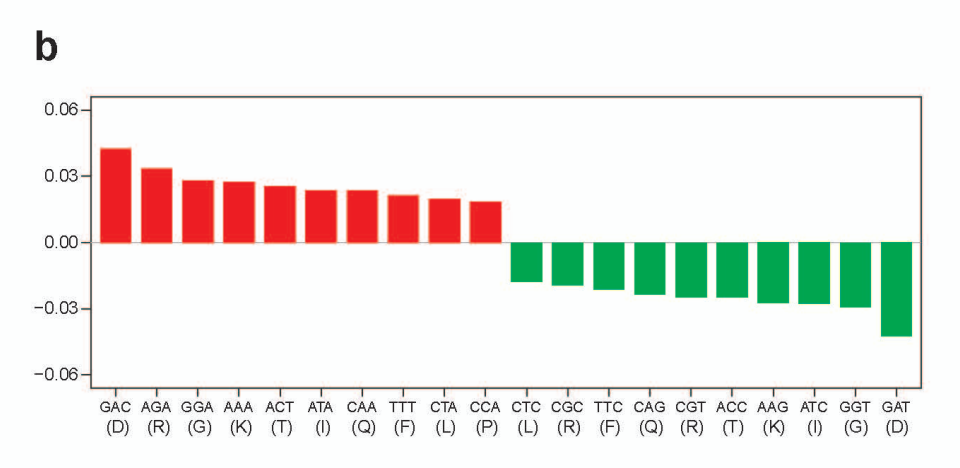 b
0.06
0.03
0.00
−0.03
−0.06
GAC AGA GGA AAA ACT ATA CAA TTT CTA CCA CTC CGC TTC CAG CGT ACC AAG ATC GGT GAT
(D) (R) (G) (K) (T) (I) (Q) (F) (L) (P) (L) (R) (F) (Q) (R) (T) (K) (I) (G) (D)